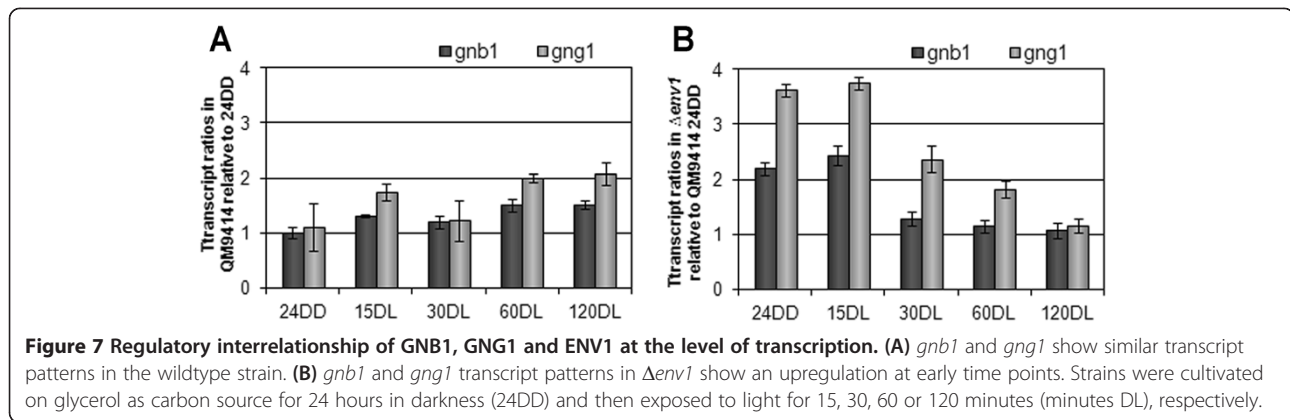 A
gnb1 gng1
Ttranscript ratios in
QM9414 relative to 24DD
4
3
2
1
0
24DD 15DL 30DL 60DL 120DL
B
gnb1 gng1
Ttranscript ratios in Δenv1
relative to QM9414 24DD
4
3
2
1
0
24DD 15DL 30DL 60DL 120DL
Figure 7 Regulatory interrelationship of GNB1, GNG1 and ENV1 at the level of transcription. (A) gnb1 and gng1 show similar transcript
patterns in the wildtype strain. (B) gnb1 and gng1 transcript patterns in Δenv1 show an upregulation at early time points. Strains were cultivated
on glycerol as carbon source for 24 hours in darkness (24DD) and then exposed to light for 15, 30, 60 or 120 minutes (minutes DL), respectively.